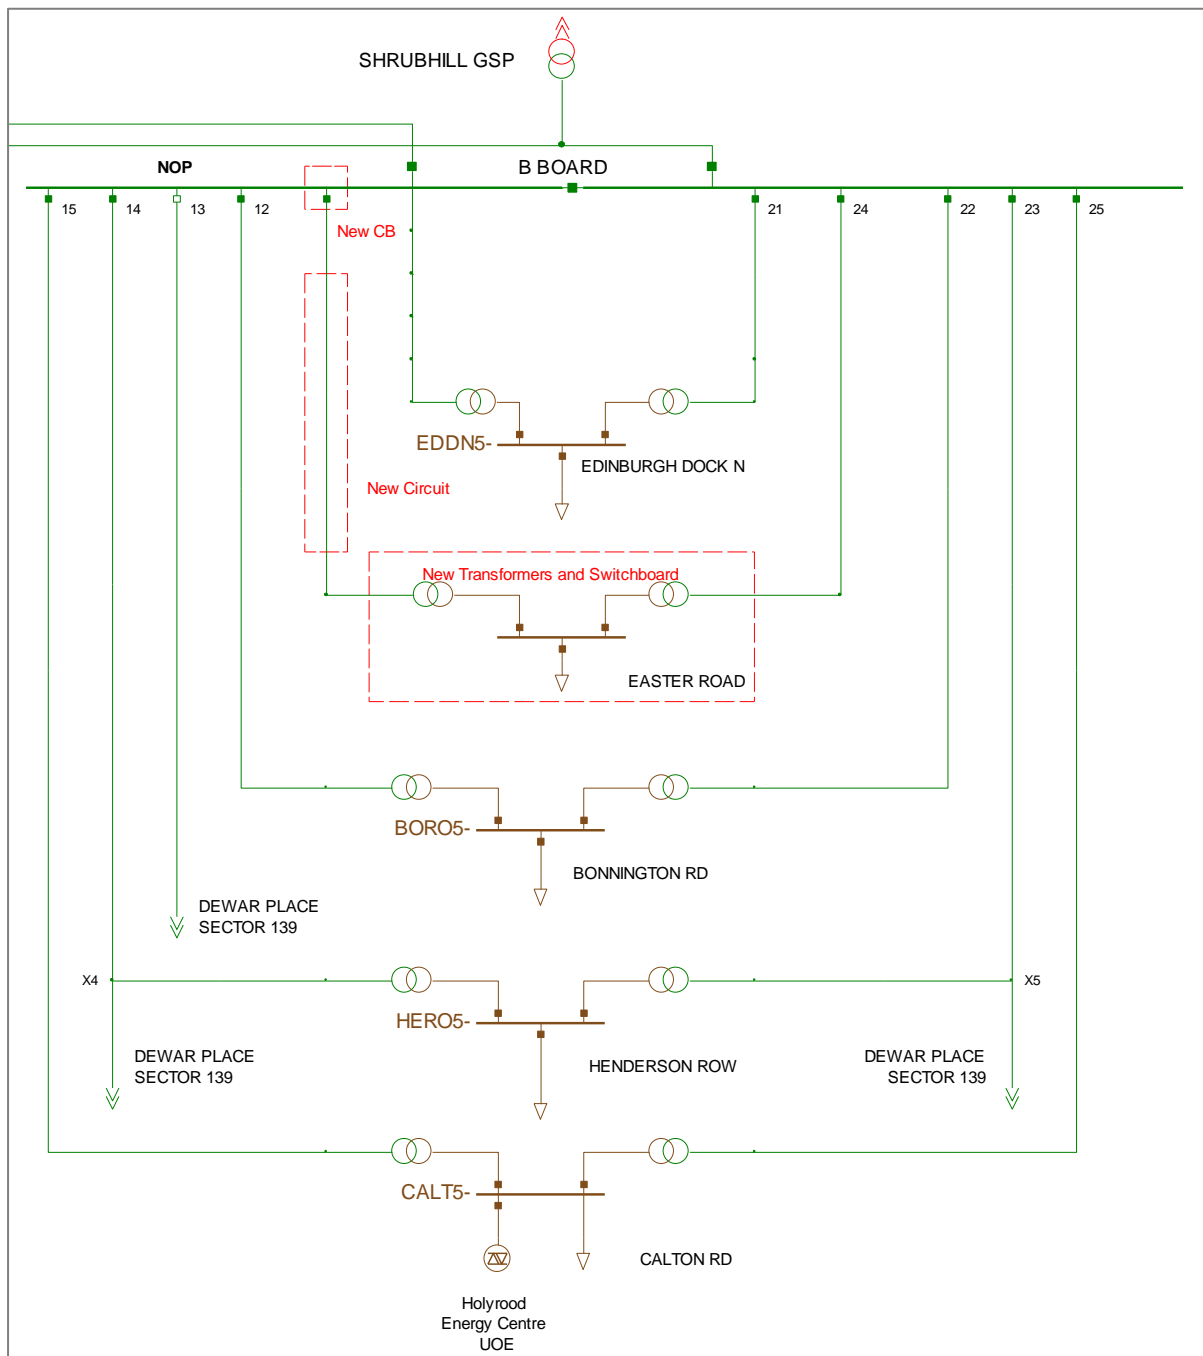 SHRUBHILL GSP
NOP
B BOARD
15
14
13
12
21
24
22
23
25
New CB
EDDN5-
EDINBURGH DOCK N
New Circuit
New Transformers and Switchboard
EASTER ROAD
BORO5-
BONNINGTON RD
DEWAR PLACE
SECTOR 139
X4
X5
HERO5-
HENDERSON ROW
DEWAR PLACE
SECTOR 139
DEWAR PLACE
SECTOR 139
CALT5-
CALTON RD
Holyrood
Energy Centre
UOE